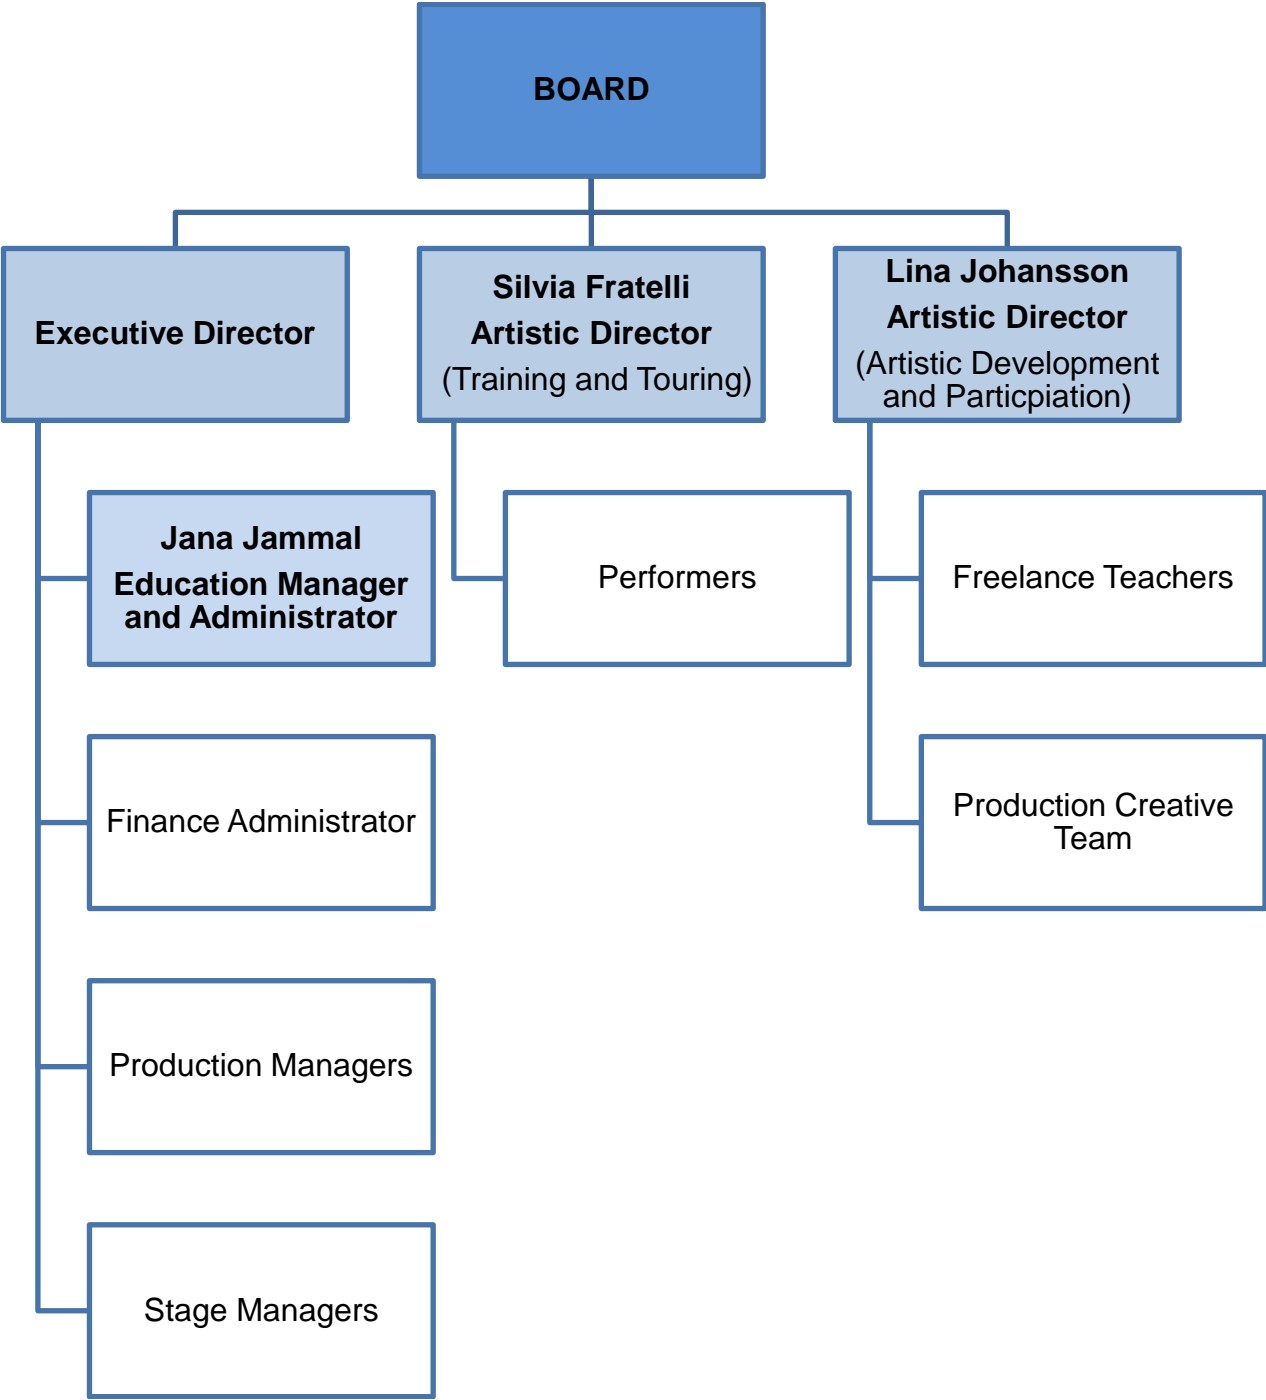 BOARD
Executive Director
Silvia Fratelli
Artistic Director
(Training and Touring)
Lina Johansson
Artistic Director
(Artistic Development
and Particpiation)
Jana Jammal
Education Manager
and Administrator
Performers
Freelance Teachers
Finance Administrator
Production Creative
Team
Production Managers
Stage Managers